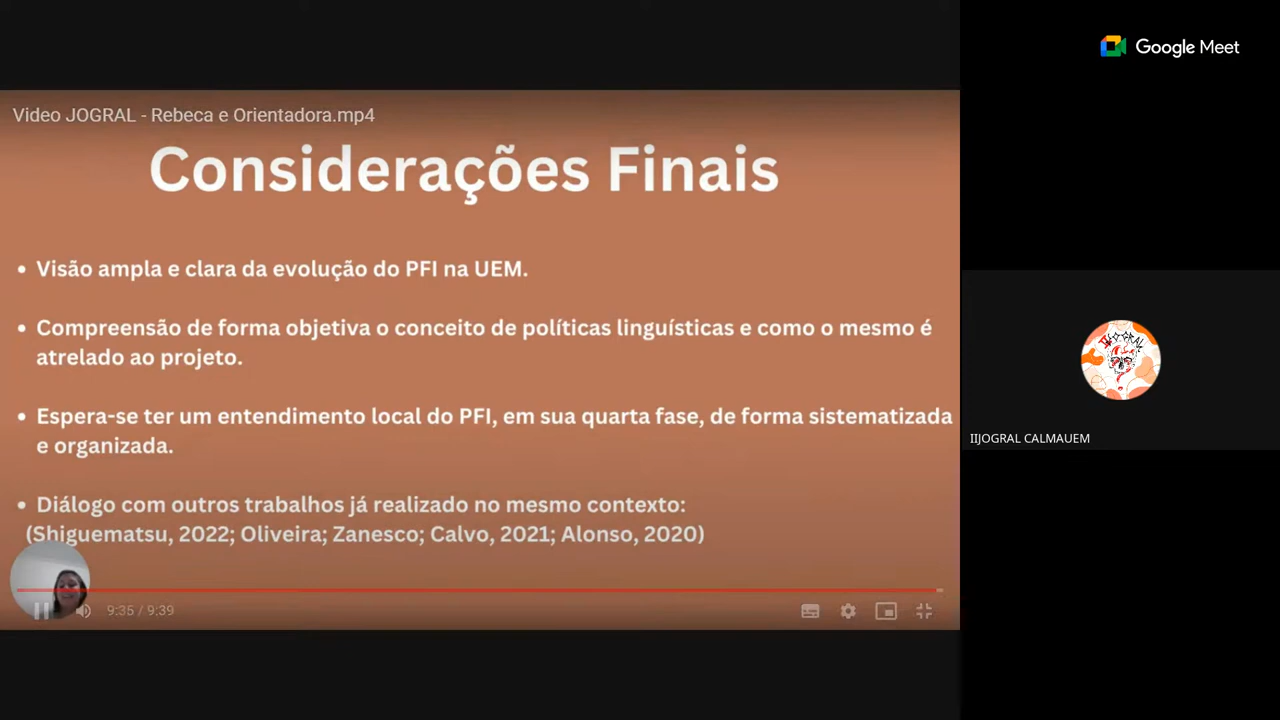 Google Meet
Video JOGRAL - Rebeca e Orientadora.mp4
Considerações Finais
• Visão ampla e clara da evolução do PFI na UEM.
• Compreensão de forma objetiva o conceito de políticas linguísticas e como o mesmo é
atrelado ao projeto.
• Espera-se ter um entendimento local do PFI, em sua quarta fase, de forma sistematizada
e organizada.
• Diálogo com outros trabalhos já realizado no mesmo contexto:
(Shiguematsu, 2022; Oliveira; Zanesco; Calvo, 2021; Alonso, 2020)
9:35 / 9:39
IIJOGRAL
IIJOGRAL CALMAUEM